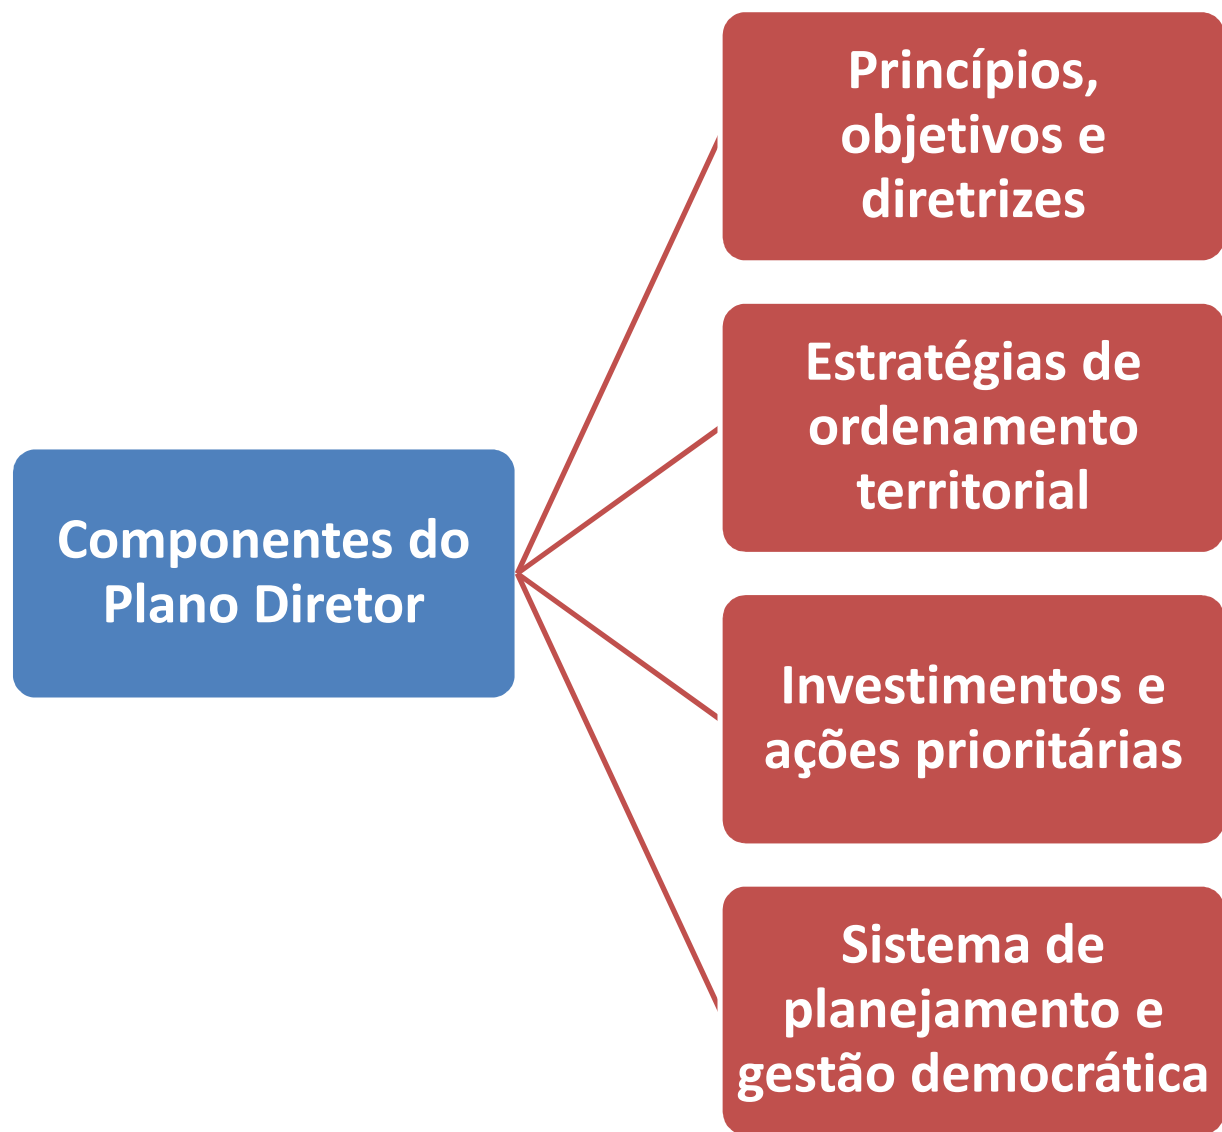 Princípios,
objetivos e
diretrizes
Estratégias de
ordenamento
territorial
Componentes do
Plano Diretor
Investimentos e
ações prioritárias
Sistema de
planejamento e
gestão democrática